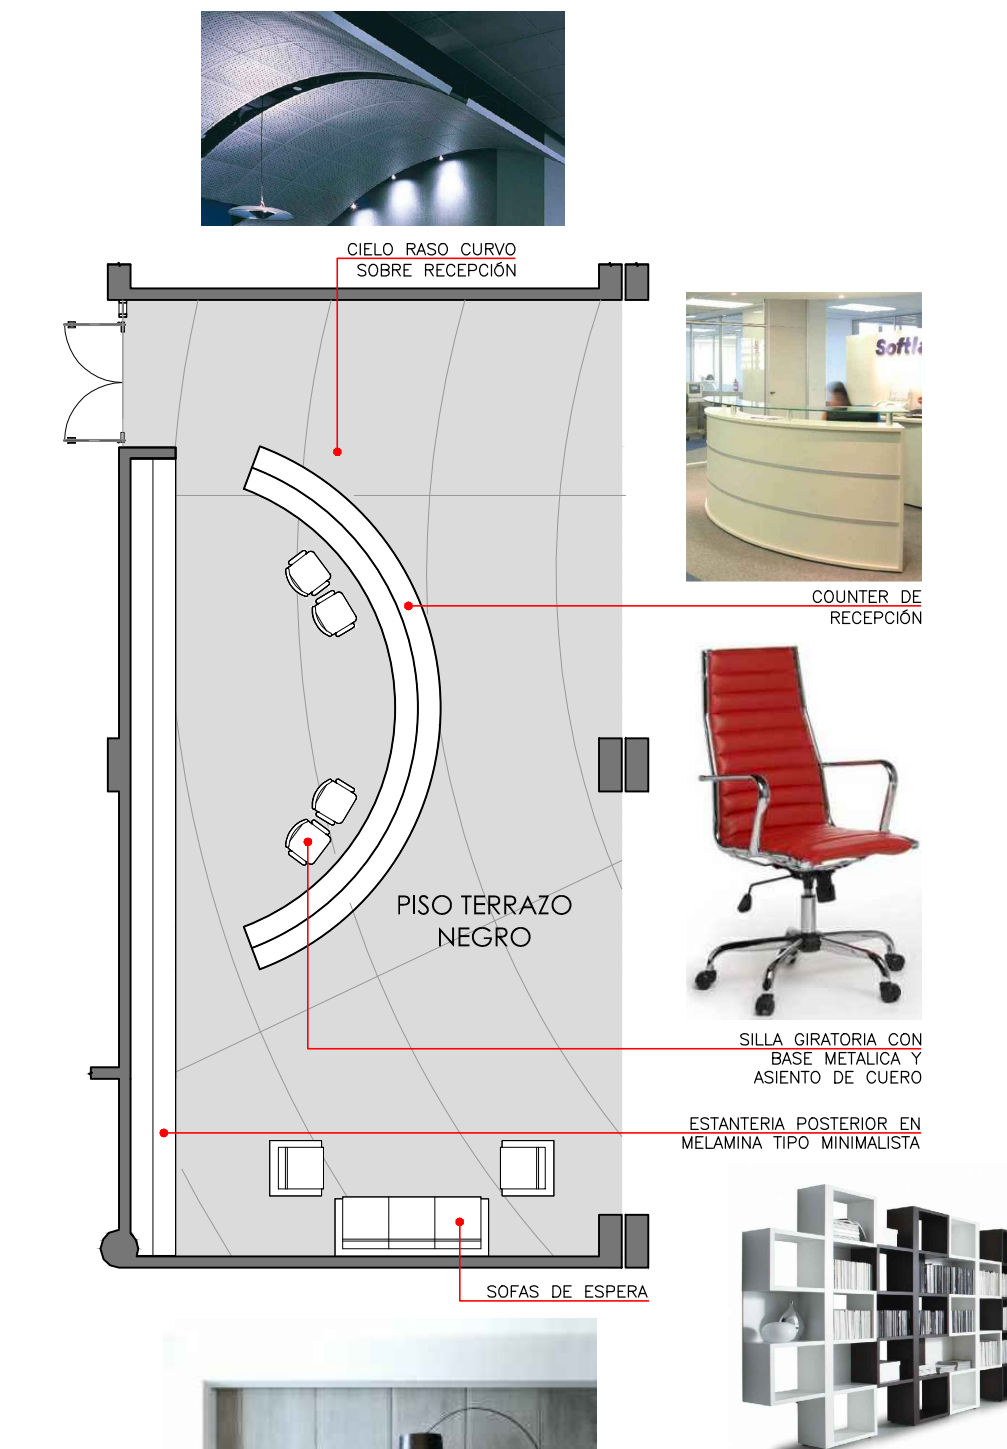 CIELO RASO CURVO
SOBRE RECEPCIÓN
COUNTER DE
RECEPCIÓN
PISO TERRAZO
NEGRO
SILLA GIRATORIA CON
BASE METALICA Y
ASIENTO DE CUERO
ESTANTERIA POSTERIOR EN
MELAMINA TIPO MINIMALISTA
SOFAS DE ESPERA